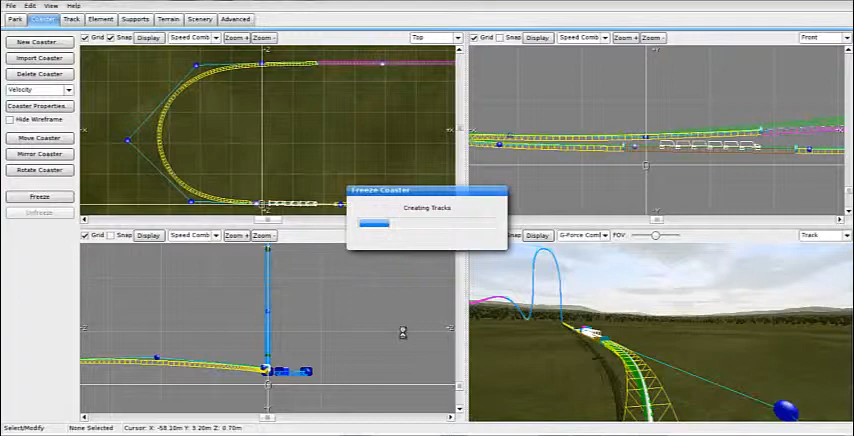 File Edit View Help
Park Coaster Track Element Supports Terrain Scenery Advanced
New Coaster
Import Coaster
Delete Coaster
Velocity
Coaster Properties...
Hide Wireframe
Move Coaster
Mirror Coaster
Rotate Coaster
Freeze
Unfreeze
Grid Snap Display Speed Comb Zoom + Zoom - Top
Grid Snap Display Speed Comb Zoom + Zoom - Front
Freeze Coaster
Creating Tracks
Grid Snap Display Speed Comb Zoom + Zoom -
Snap Display G-Force Comb FOV Track
Select/Modify None Selected Cursor: X -58.10m Y 3.20m Z 0.70m